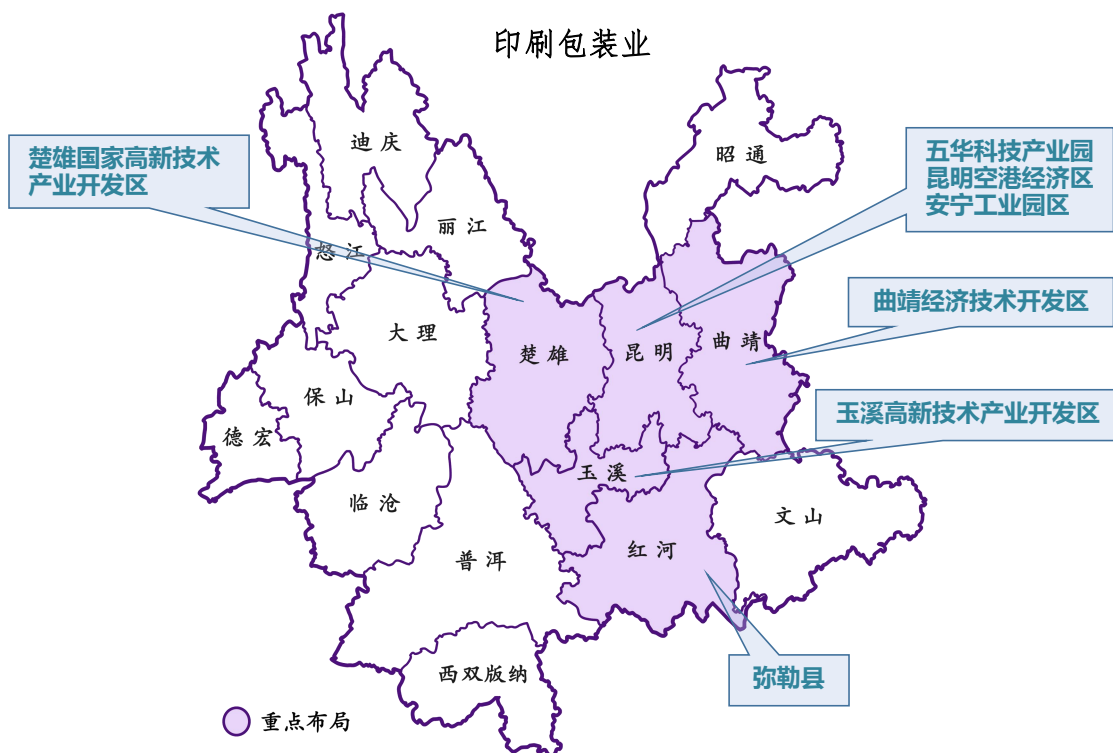 印刷包装业
楚雄国家高新技术
产业开发区
五华科技产业园
昆明空港经济区
安宁工业园区
迪庆
昭通
丽江
怒江
曲靖经济技术开发区
大理
楚雄
昆明
曲靖
保山
玉溪高新技术产业开发区
德宏
玉溪
临沧
文山
红河
普洱
西双版纳
弥勒县
重点布局